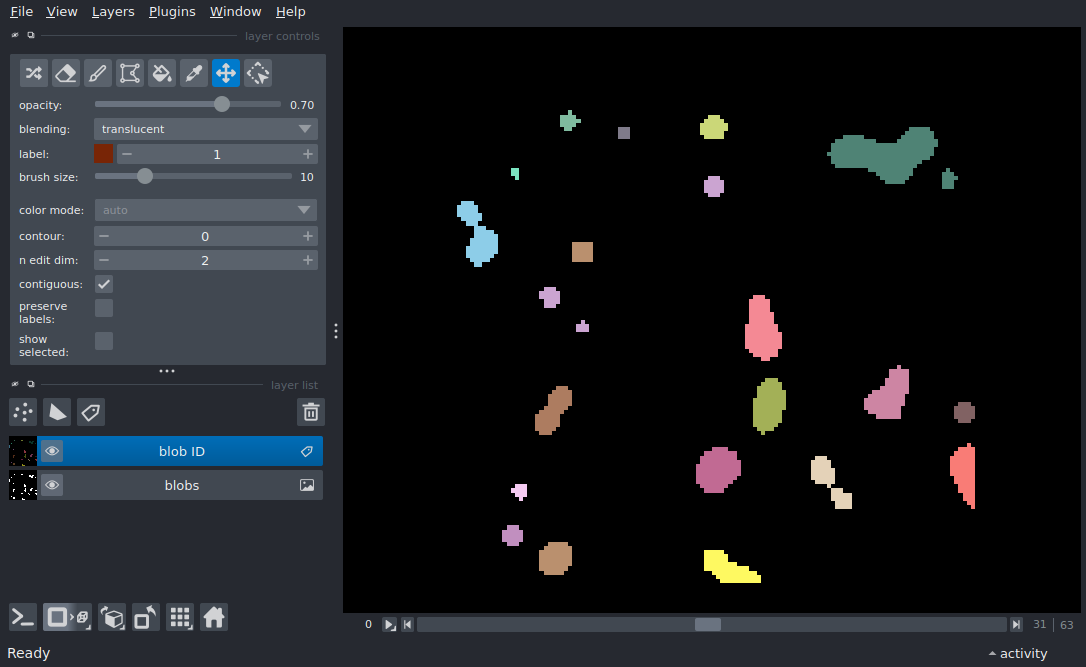 File View Layers Plugins Window Help
layer controls
opacity: 0.70
blending: translucent
label: 1
brush size: 10
color mode: auto
contour: 0
n edit dim: 2
contiguous:
preserve
labels:
show
selected:
layer list
blob ID
blobs
0 31 | 63
Ready activity